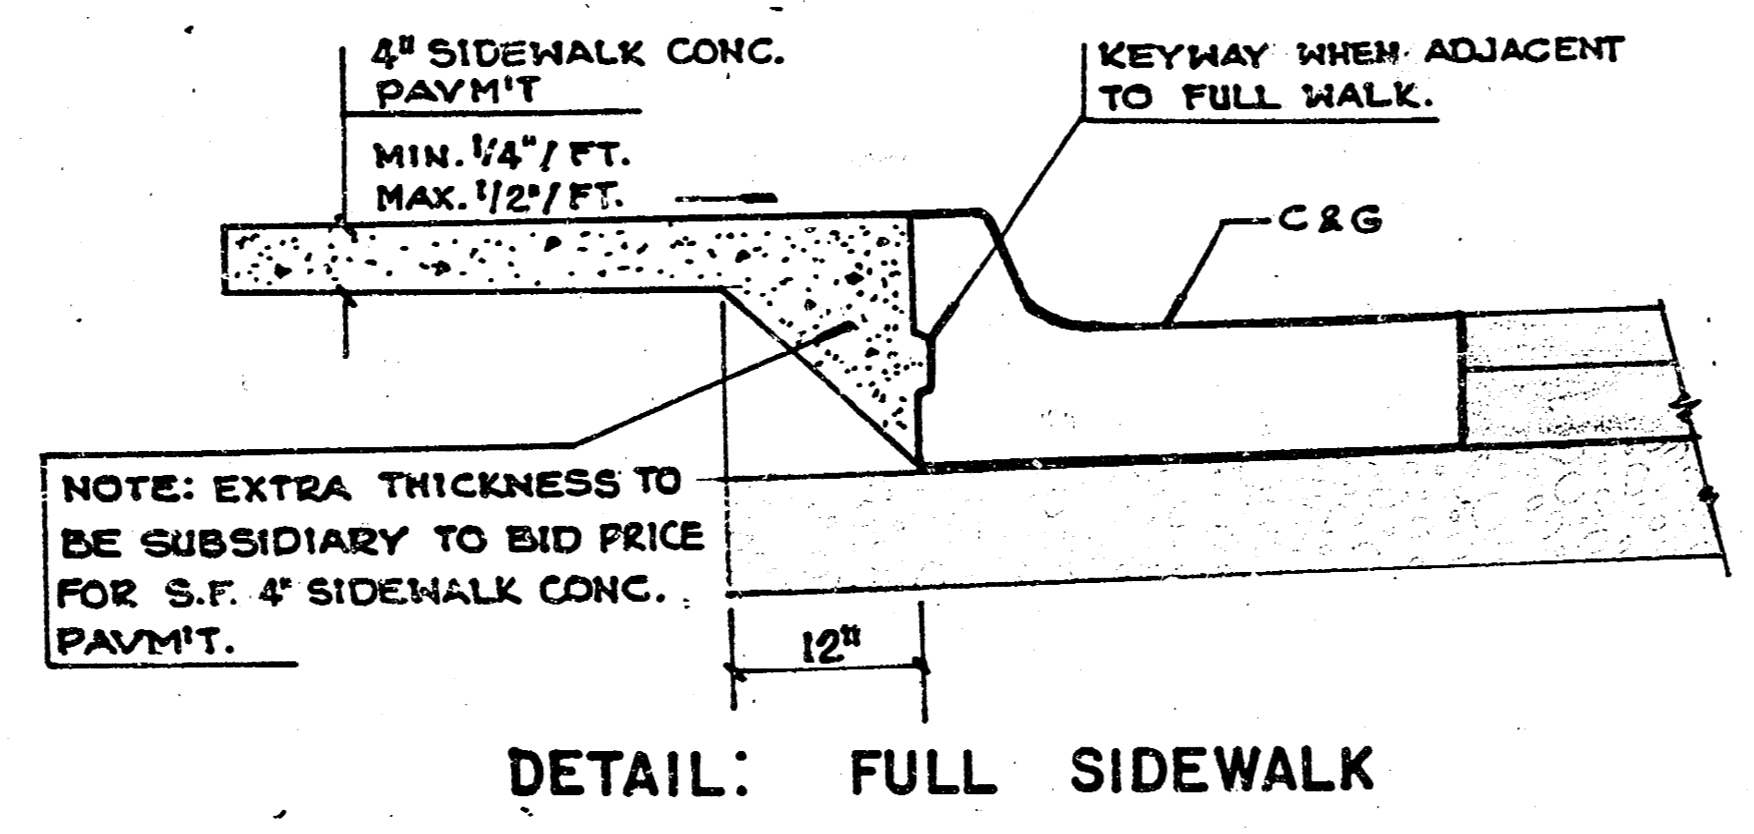 4" SIDEWALK CONC.
PAVM'T
MIN. 1/4"/ FT.
MAX. 1/2"/ FT.
KEYWAY WHEN ADJACENT
TO FULL WALK.
C & G
NOTE: EXTRA THICKNESS TO
BE SUBSIDIARY TO BID PRICE
FOR S.F. 4" SIDEWALK CONC.
PAVM'T.
12"
DETAIL: FULL SIDEWALK